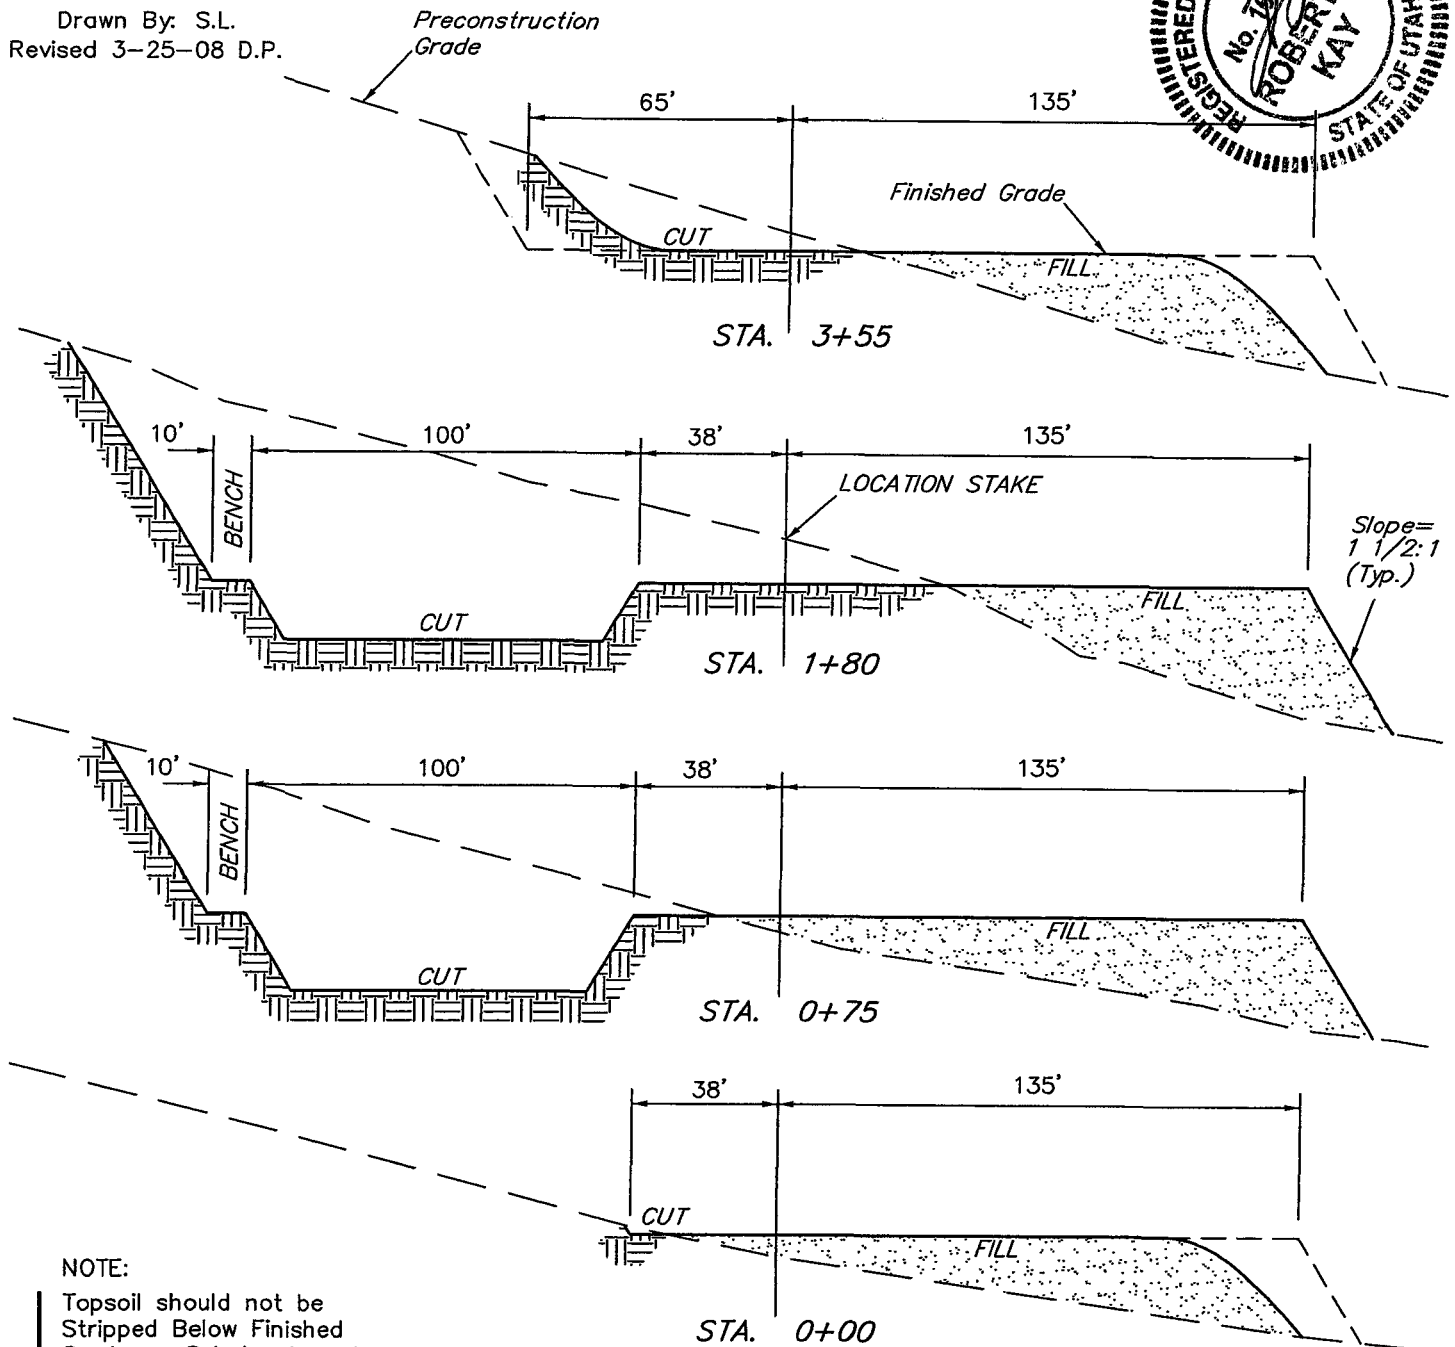 Drawn By: S.L.
Revised 3-25-08 D.P.
Preconstruction
Grade
REGISTERED
No.
ROBERT
KAY
STATE OF UTAH
65'
135'
Finished Grade
CUT
FILL
STA. 3+55
10'
100'
38'
135'
BENCH
LOCATION STAKE
Slope=
1 1/2:1
(Typ.)
CUT
FILL
STA. 1+80
10'
100'
38'
135'
BENCH
CUT
FILL
STA. 0+75
38'
135'
CUT
FILL
STA. 0+00
NOTE:
Topsoil should not be
Stripped Below Finished